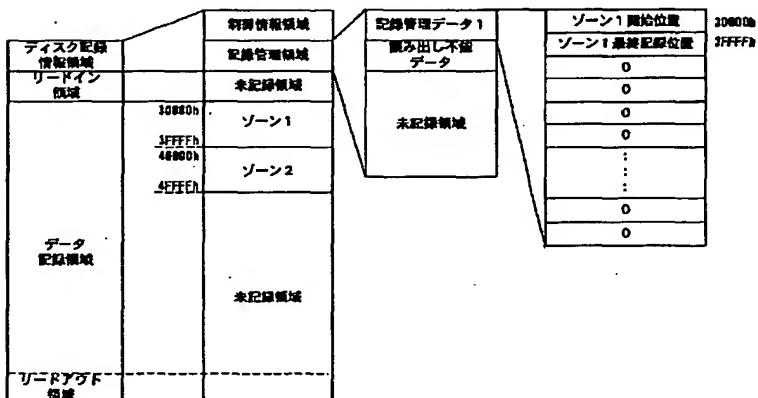 ディスク記録
情報領域
リードイン
領域
データ
記録領域
リードアウト
領域
制御情報領域
記録管理領域
未記録領域
ゾーン1
3FFFFh
ゾーン2
4FFFFh
未記録領域
記録管理データ1
読み出し不能
データ
未記録領域
ゾーン1開始位置
ゾーン1最終記録位置
3FFFFh
0
0
0
0
0
0